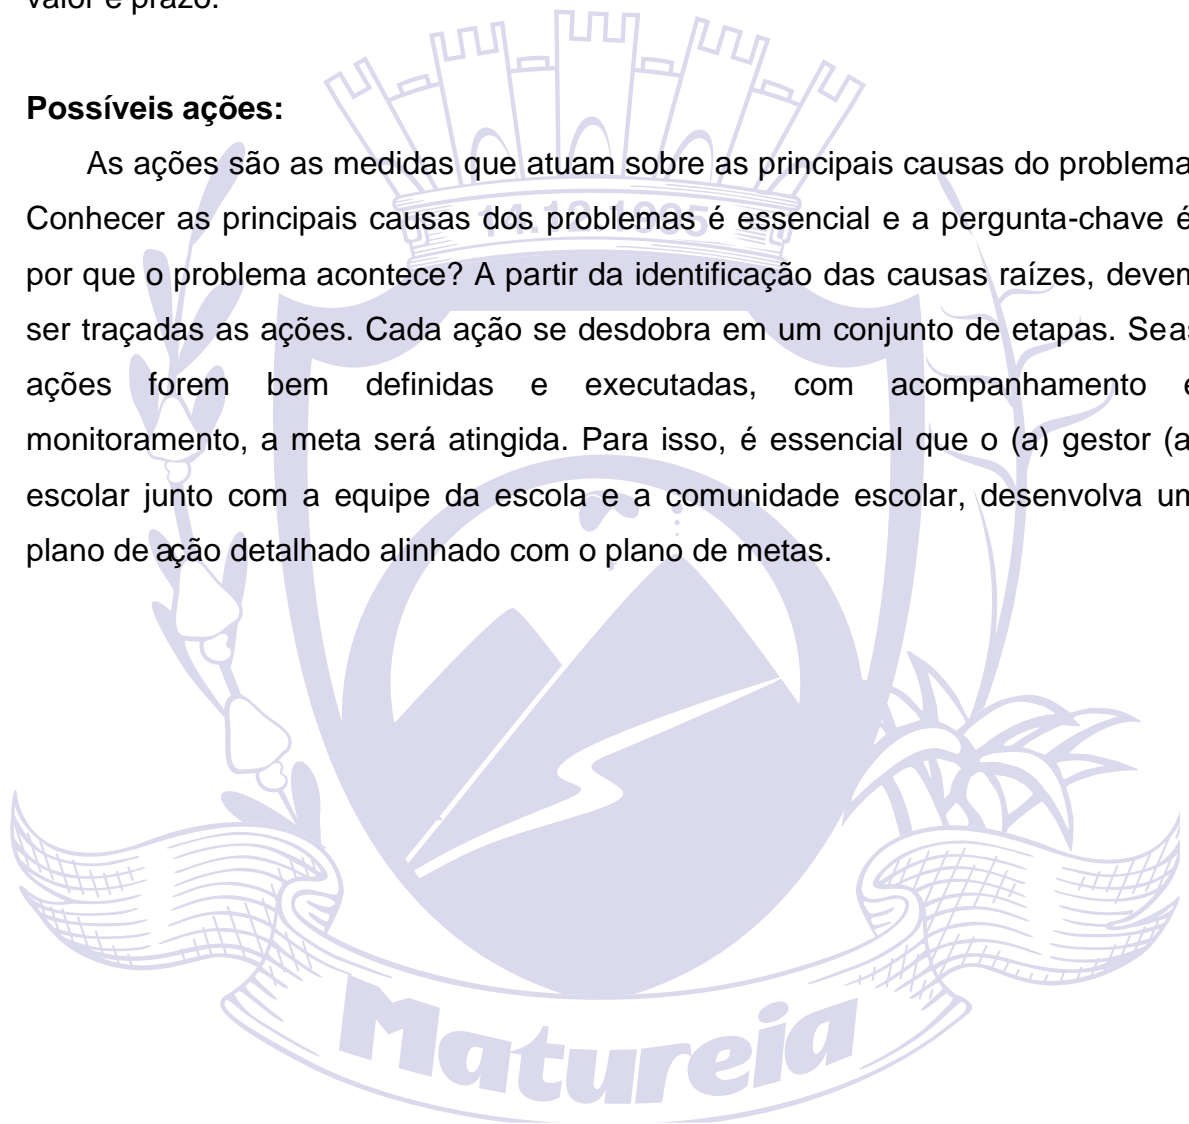 valor e prazo.
Possíveis ações:
As ações são as medidas que atuam sobre as principais causas do problema
Conhecer as principais causas dos problemas é essencial e a pergunta-chave é
por que o problema acontece? A partir da identificação das causas raízes, devem
ser traçadas as ações. Cada ação se desdobra em um conjunto de etapas. Seas
ações forem bem definidas e executadas, com acompanhamento e
monitoramento, a meta será atingida. Para isso, é essencial que o (a) gestor (a
escolar junto com a equipe da escola e a comunidade escolar, desenvolva um
plano de ação detalhado alinhado com o plano de metas.
Matureia